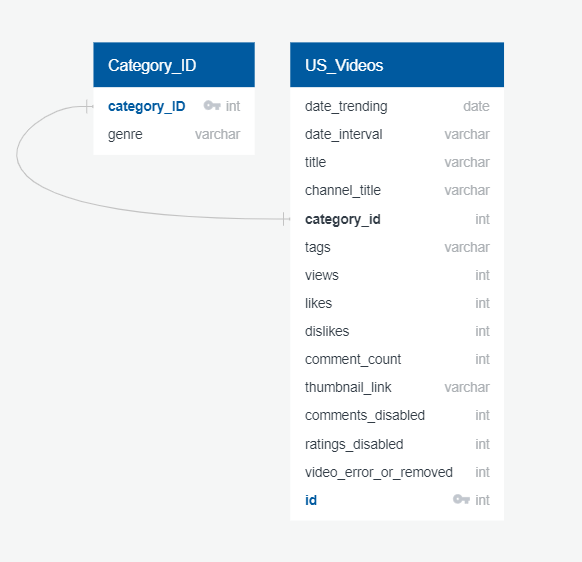 Category_ID
category_ID int
genre varchar
US_Videos
date_trending date
date_interval varchar
title varchar
channel_title varchar
category_id int
tags varchar
views int
likes int
dislikes int
comment_count int
thumbnail_link varchar
comments_disabled int
ratings_disabled int
video_error_or_removed int
id int